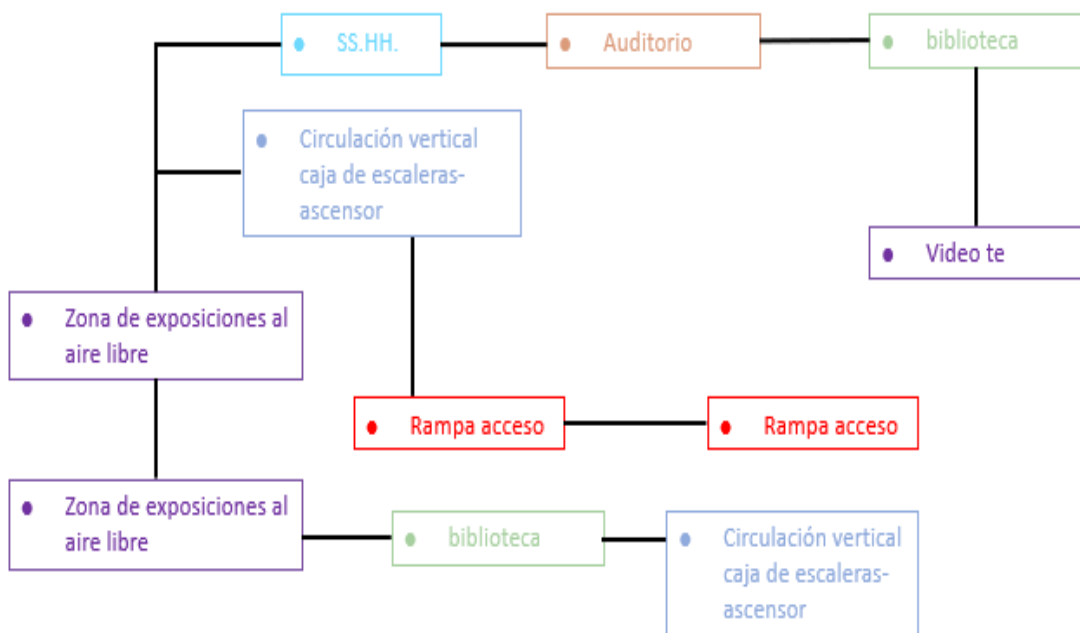 • SS.HH.
• Auditorio
• biblioteca
• Circulación vertical
caja de escaleras-
ascensor
• Video te
• Zona de exposiciones al
aire libre
• Rampa acceso
• Rampa acceso
• Zona de exposiciones al
aire libre
• biblioteca
• Circulación vertical
caja de escaleras-
ascensor